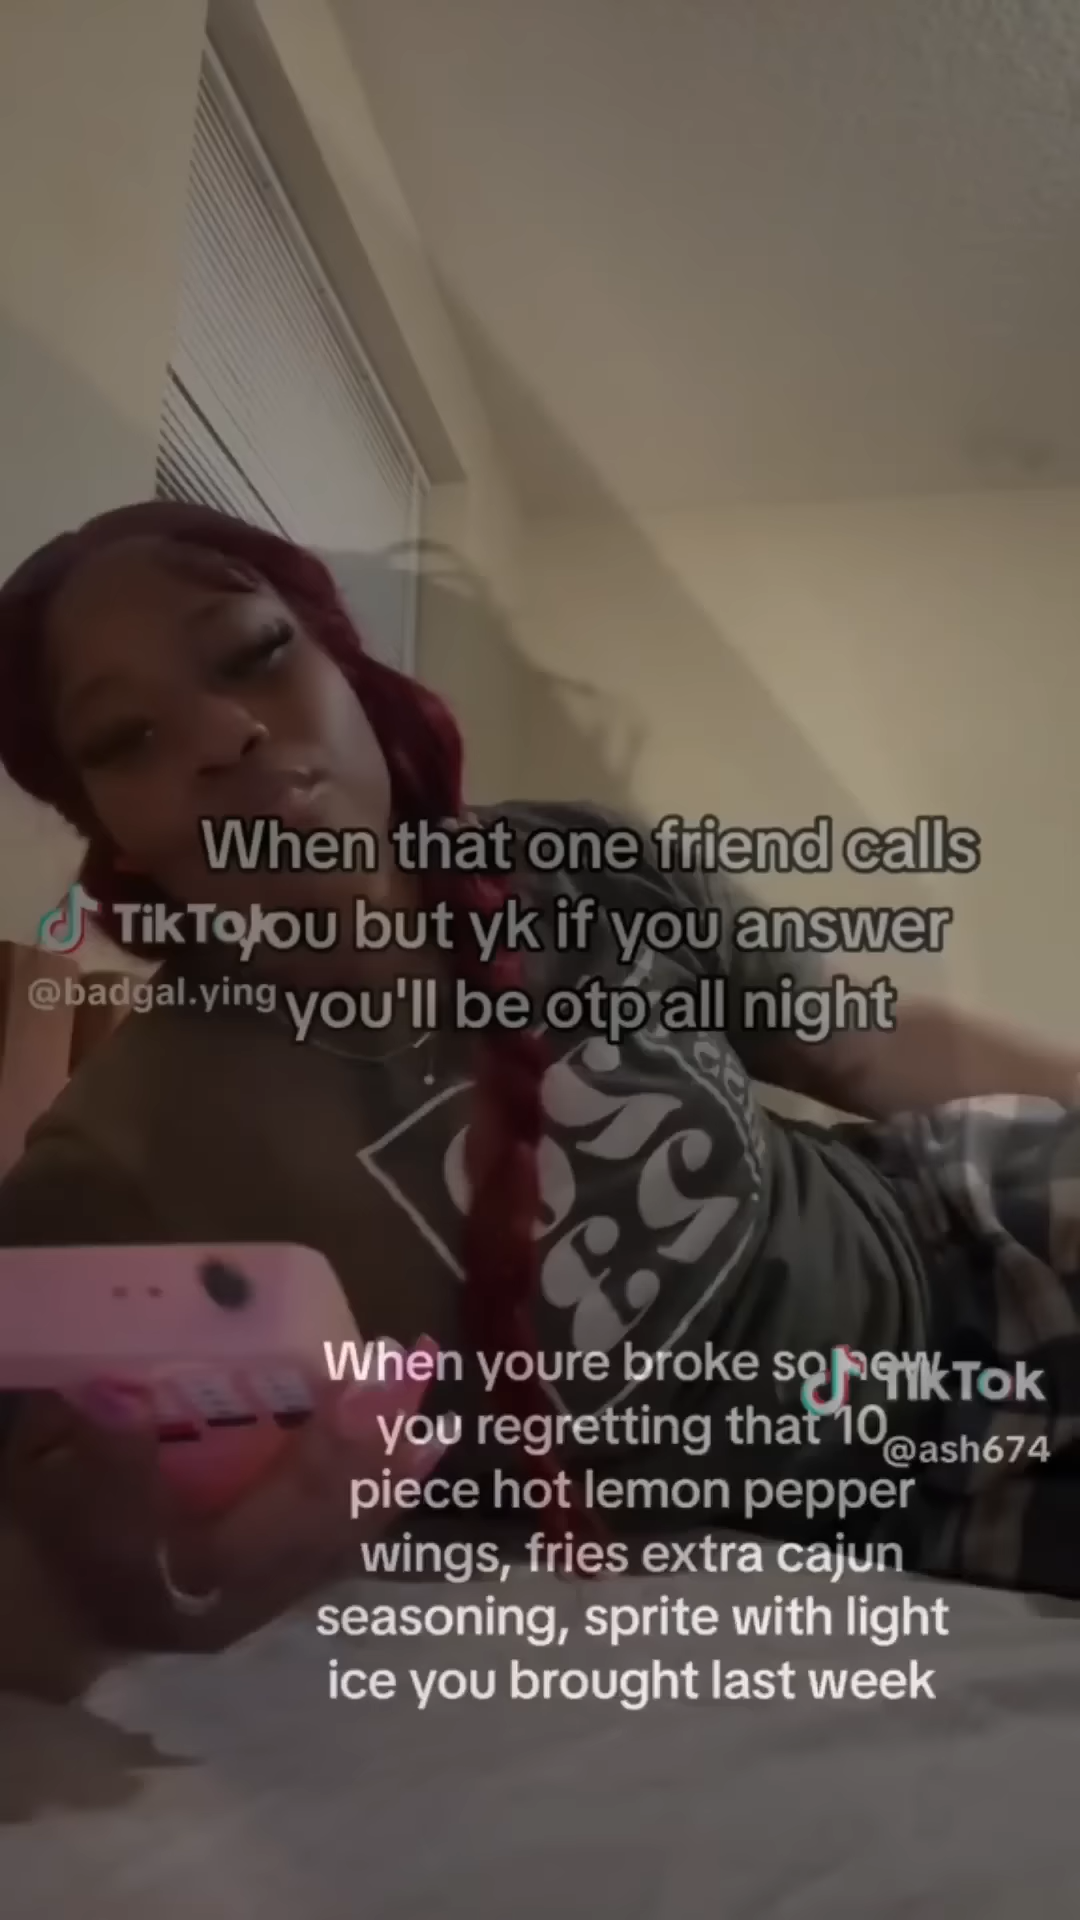 When that one friend calls
you but yk if you answer
you'll be otp all night
TikTok
@badgal.ying
When youre broke so now
you regretting that 10
piece hot lemon pepper
wings, fries extra cajun
seasoning, sprite with light
ice you brought last week
TikTok
@ash674